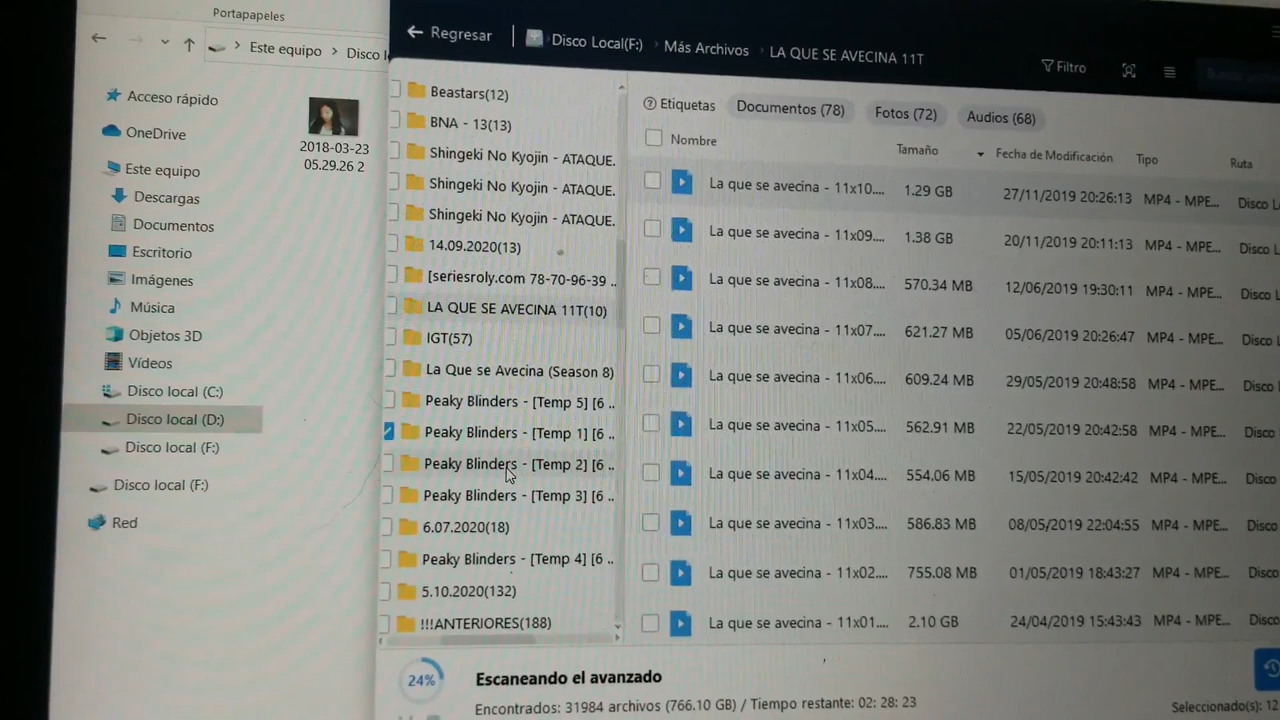 Portapapeles
Este equipo
Disco l
Acceso rápido
OneDrive
Este equipo
Descargas
Documentos
Escritorio
Imágenes
Música
Objetos 3D
Vídeos
Disco local (C:)
Disco local (D:)
Disco local (F:)
Disco local (F:)
Red
2018-03-23
05.29.26 2
Regresar
Disco Local(F:)
Más Archivos
LA QUE SE AVECINA 11T
Filtro
Beastars(12)
BNA - 13(13)
Shingeki No Kyojin - ATAQUE.
Shingeki No Kyojin - ATAQUE.
Shingeki No Kyojin - ATAQUE.
14.09.2020(13)
[seriesroly.com 78-70-96-39 ..
LA QUE SE AVECINA 11T(10)
IGT(57)
La Que se Avecina (Season 8)
Peaky Blinders - [Temp 5] [6 ..
Peaky Blinders - [Temp 1] [6 ..
Peaky Blinders - [Temp 2] [6 ..
Peaky Blinders - [Temp 3] [6 ..
6.07.2020(18)
Peaky Blinders - [Temp 4] [6 ..
5.10.2020(132)
!!!ANTERIORES(188)
Etiquetas Documentos (78) Fotos (72) Audios (68)
Nombre Tamaño Fecha de Modificación Tipo Ruta
La que se avecina - 11x10.... 1.29 GB 27/11/2019 20:26:13 MP4 - MPE... Disco L
La que se avecina - 11x09.... 1.38 GB 20/11/2019 20:11:13 MP4 - MPE... Disco L
La que se avecina - 11x08.... 570.34 MB 12/06/2019 19:30:11 MP4 - MPE... Disco L
La que se avecina - 11x07.... 621.27 MB 05/06/2019 20:26:47 MP4 - MPE... Disco L
La que se avecina - 11x06.... 609.24 MB 29/05/2019 20:48:58 MP4 - MPE... Disco
La que se avecina - 11x05.... 562.91 MB 22/05/2019 20:42:58 MP4 - MPE... Disco
La que se avecina - 11x04.... 554.06 MB 15/05/2019 20:42:42 MP4 - MPE... Disco
La que se avecina - 11x03.... 586.83 MB 08/05/2019 22:04:55 MP4 - MPE... Disco
La que se avecina - 11x02.... 755.08 MB 01/05/2019 18:43:27 MP4 - MPE... Disco
La que se avecina - 11x01.... 2.10 GB 24/04/2019 15:43:43 MP4 - MPE... Disco
24%
Escaneando el avanzado
Encontrados: 31984 archivos (766.10 GB) / Tiempo restante: 02: 28: 23
Seleccionado(s): 12